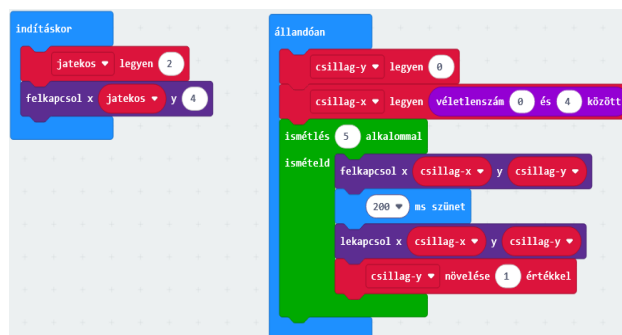 indításkor
jatekos legyen 2
felkapcsol x jatekos y 4
állandóan
csillag-y legyen 0
csillag-x legyen véletlenszám 0 és 4 között
ismétlés 5 alkalommal
ismételd
felkapcsol x csillag-x y csillag-y
200 ms szünet
lekapcsol x csillag-x y csillag-y
csillag-y növelése 1 értékkel